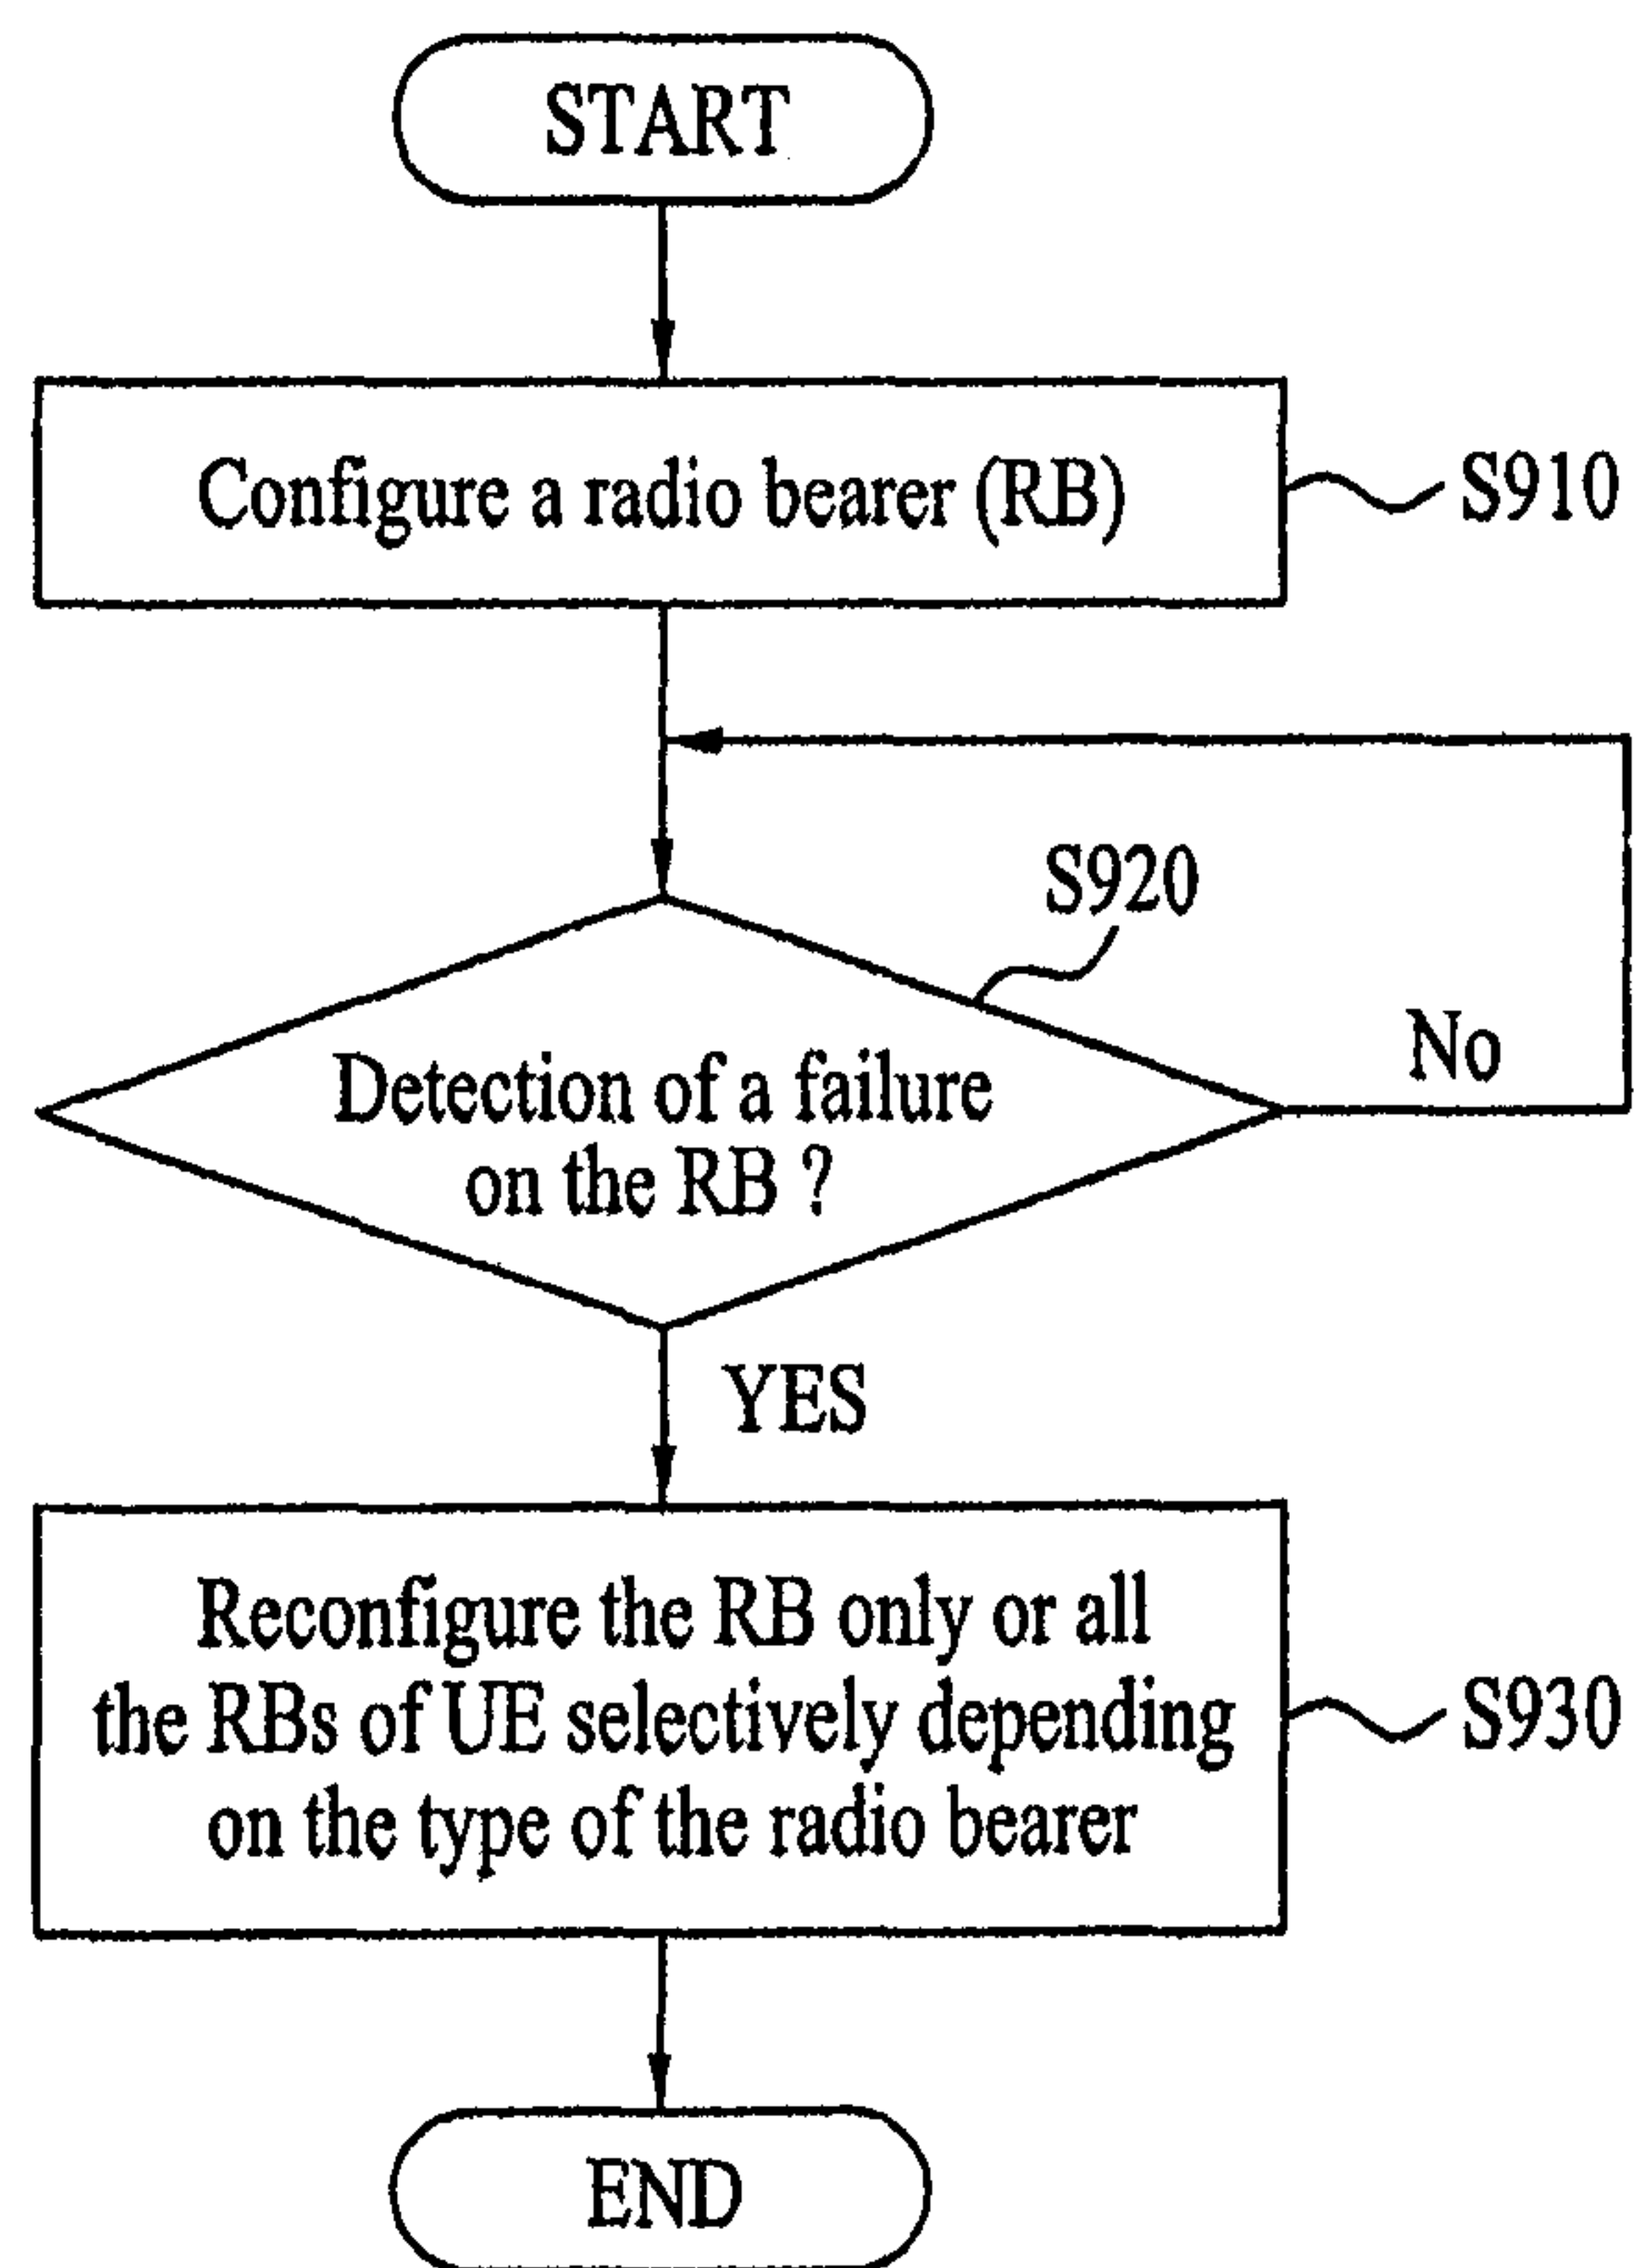 START
Configure a radio bearer (RB)
S910
S920
No
Detection of a failure
on the RB ?
YES
Reconfigure the RB only or all
the RBs of UE selectively depending
on the type of the radio bearer
S930
END